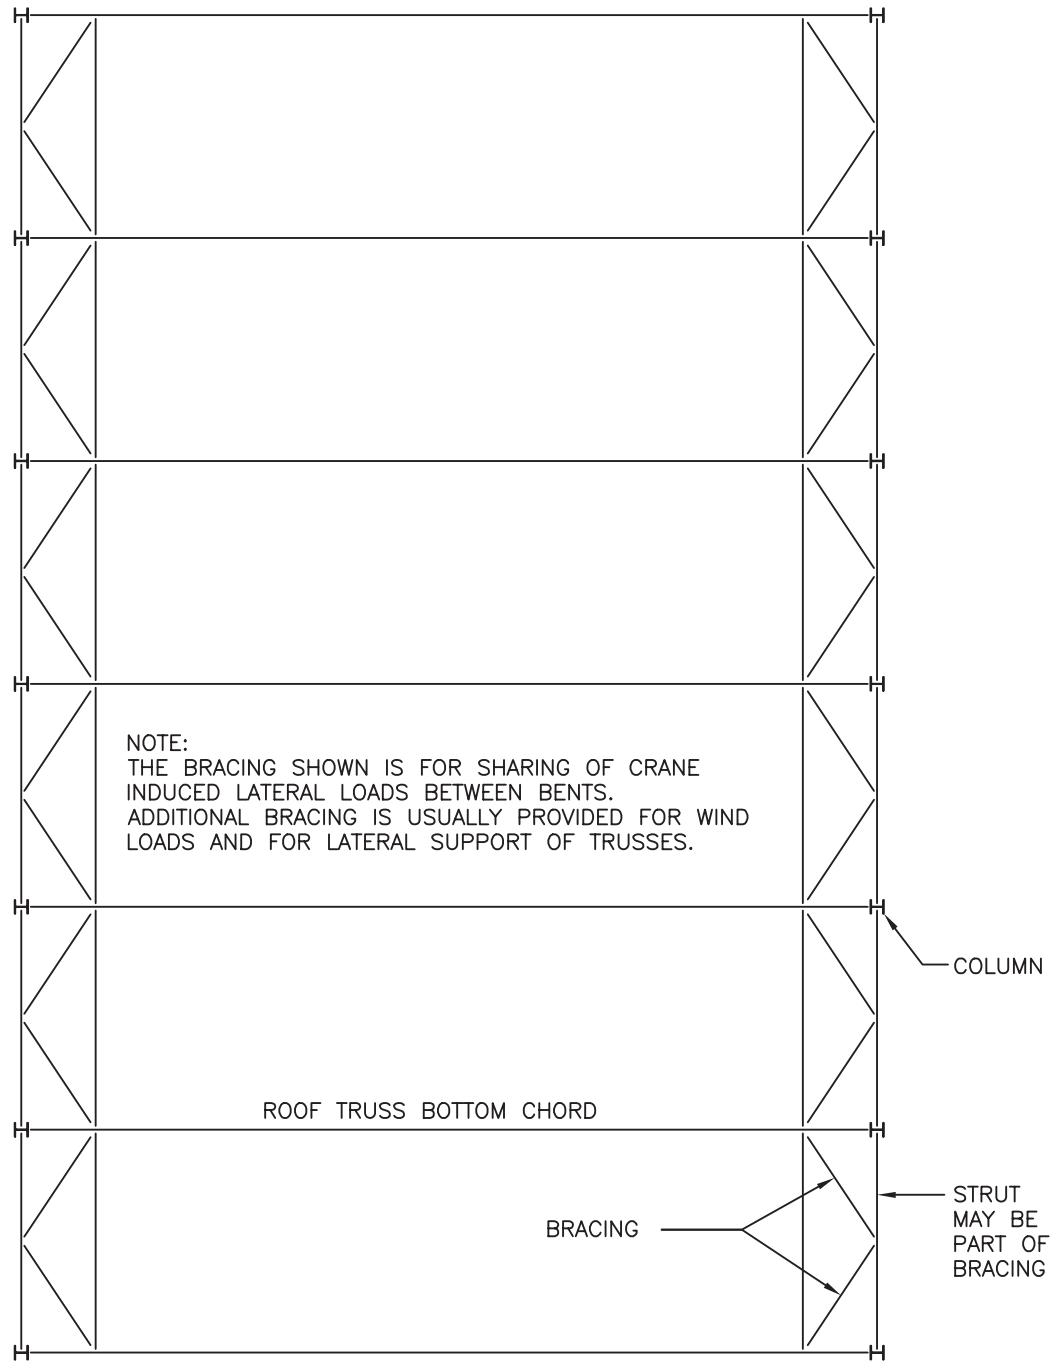 NOTE:
THE BRACING SHOWN IS FOR SHARING OF CRANE
INDUCED LATERAL LOADS BETWEEN BENTS.
ADDITIONAL BRACING IS USUALLY PROVIDED FOR WIND
LOADS AND FOR LATERAL SUPPORT OF TRUSSES.
COLUMN
ROOF TRUSS BOTTOM CHORD
BRACING
STRUT
MAY BE
PART OF
BRACING